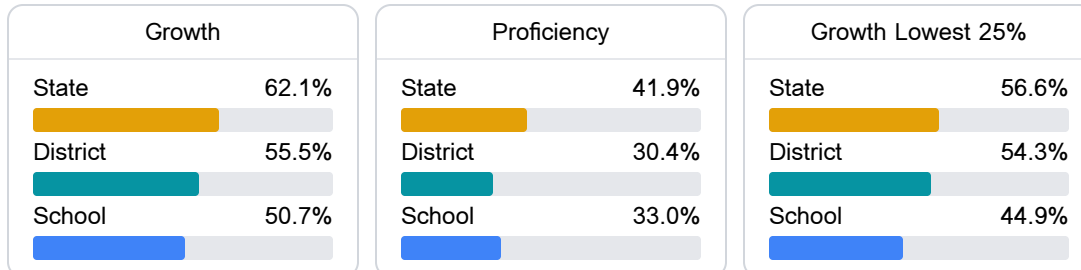 Growth
State 62.1%
District 55.5%
School 50.7%
Proficiency
State 41.9%
District 30.4%
School 33.0%
Growth Lowest 25%
State 56.6%
District 54.3%
School 44.9%